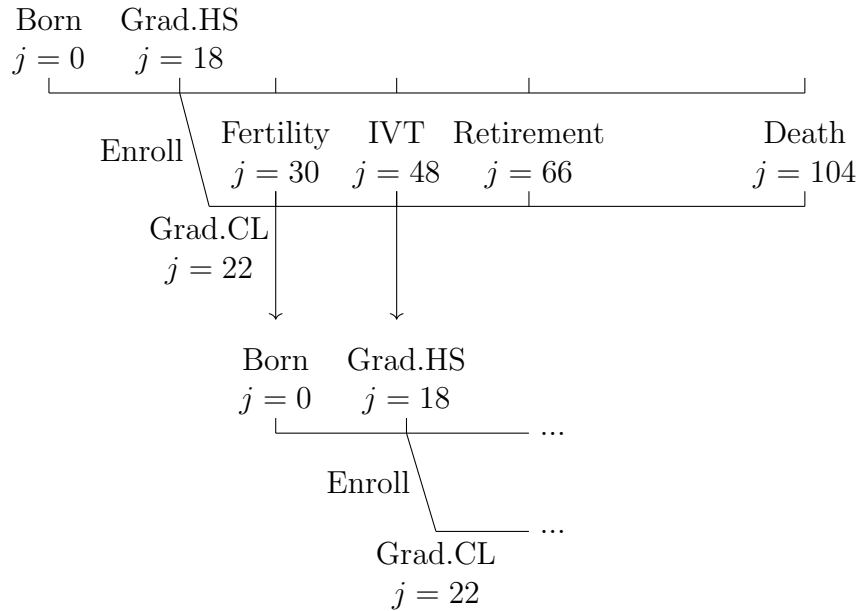 Born Grad.HS
j = 0 j = 18
Enroll
Fertility IVT Retirement Death
j = 30 j = 48 j = 66 j = 104
Grad.CL
j = 22
Born Grad.HS
j = 0 j = 18
...
Enroll
...
Grad.CL
j = 22